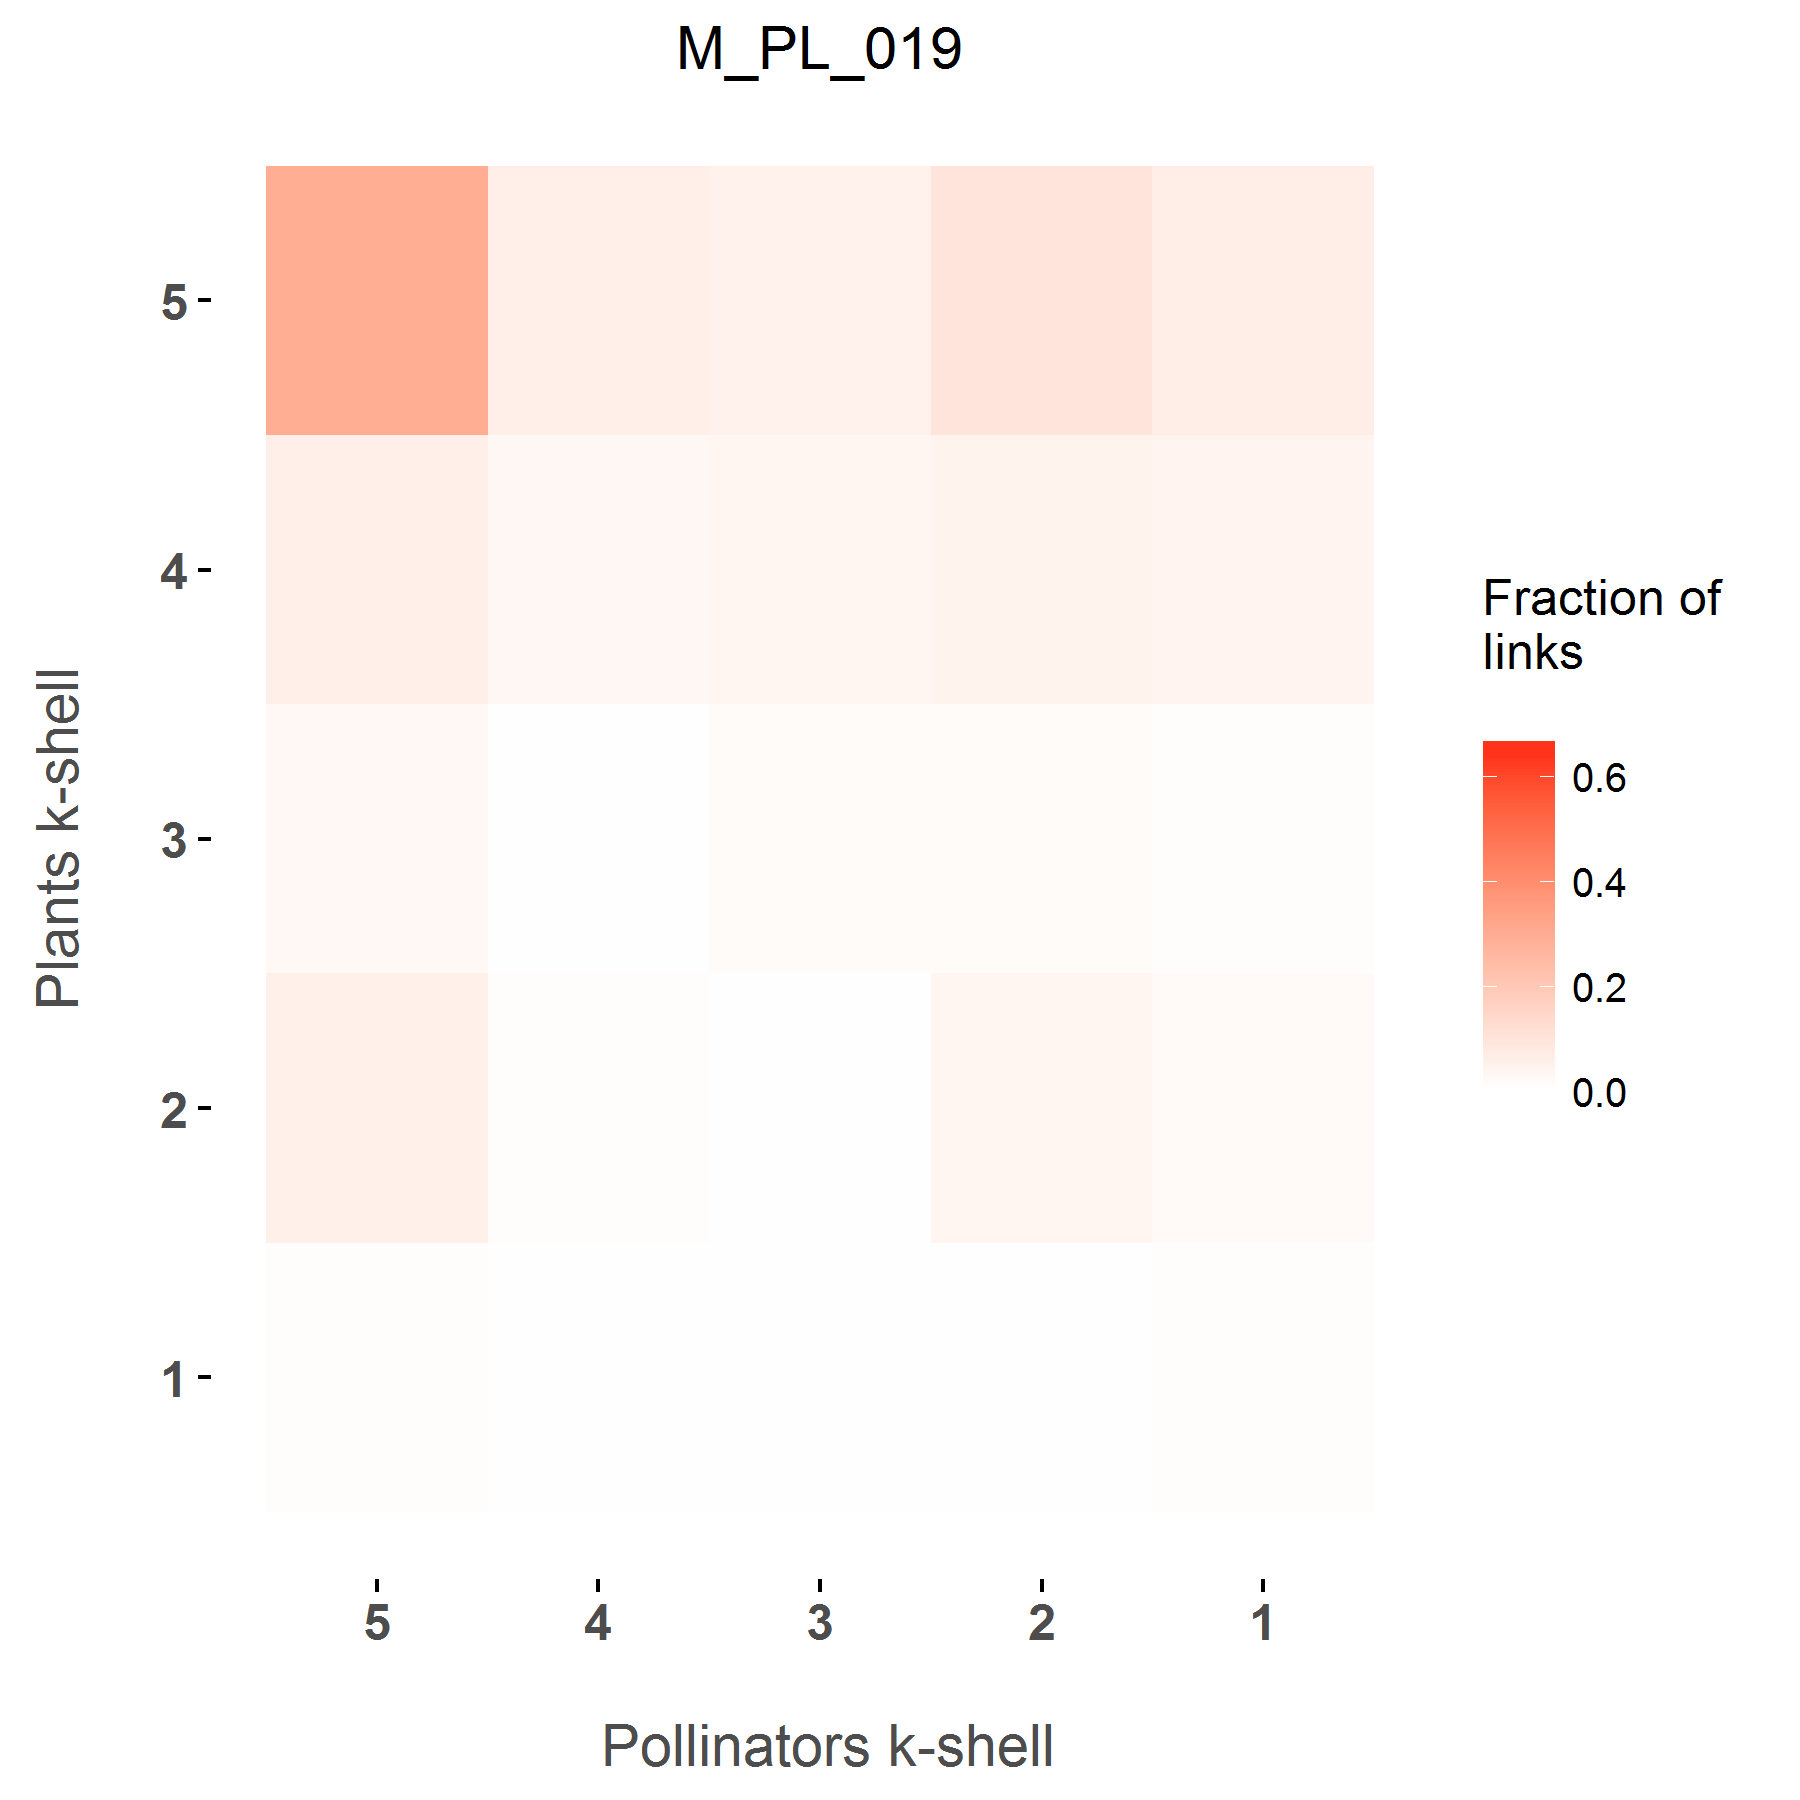 M_PL_019
Plants k-shell
5
4
3
2
1
5 4 3 2 1
Pollinators k-shell
Fraction of
links
0.6
0.4
0.2
0.0